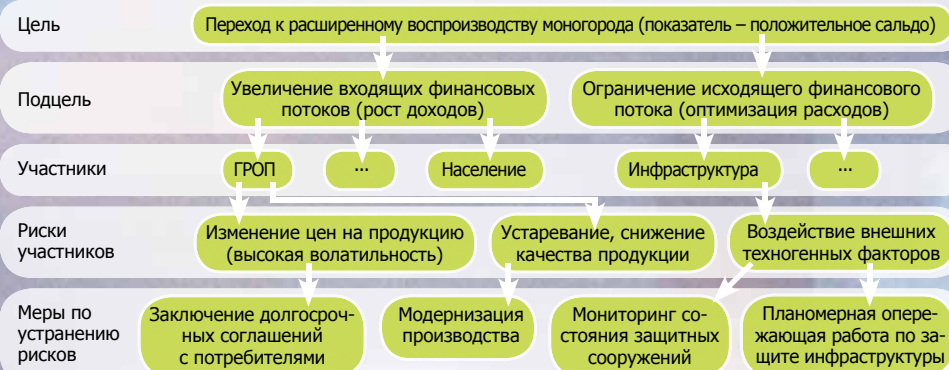 Цель
Переход к расширенному воспроизводству моногорода (показатель – положительное сальдо)
Подцель
Увеличение входящих финансовых
потоков (рост доходов)
Ограничение исходящего финансового
потока (оптимизация расходов)
Участники
ГРОП
...
Население
Инфраструктура
...
Риски
участников
Изменение цен на продукцию
(высокая волатильность)
Устаревание, снижение
качества продукции
Воздействие внешних
техногенных факторов
Меры по
устранению
рисков
Заключение долгосроч-
ных соглашений
с потребителями
Модернизация
производства
Мониторинг со-
стояния защитных
сооружений
Планомерная опере-
жающая работа по за-
щите инфраструктуры